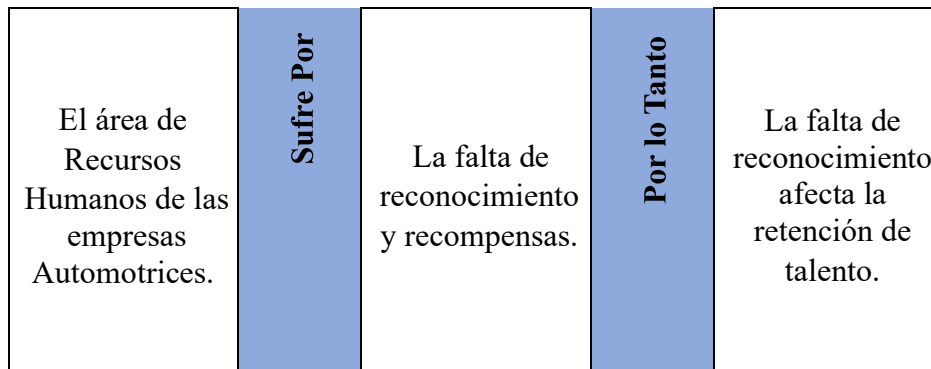 El área de
Recursos
Humanos de las
empresas
Automotrices.
Sufre Por
La falta de
reconocimiento
y recompensas.
Por lo Tanto
La falta de
reconocimiento
afecta la
retención de
talento.